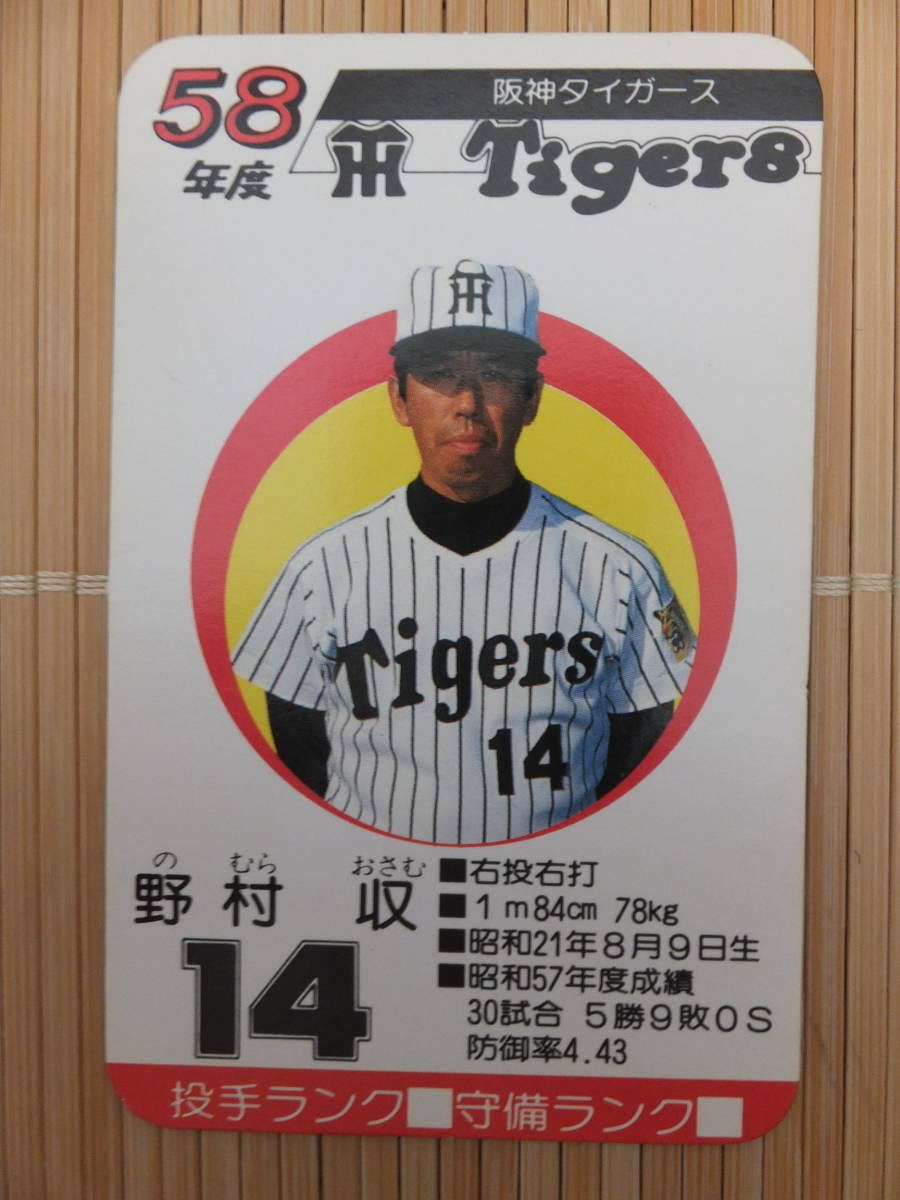 58
年度
阪神タイガース
TH Tigers
TH
Tigers
14
の むら おさむ
野村 収
14
■右投右打
■1m84cm 78kg
■昭和21年8月9日生
■昭和57年度成績
30試合 5勝9敗0S
防御率4.43
投手ランク□守備ランク□